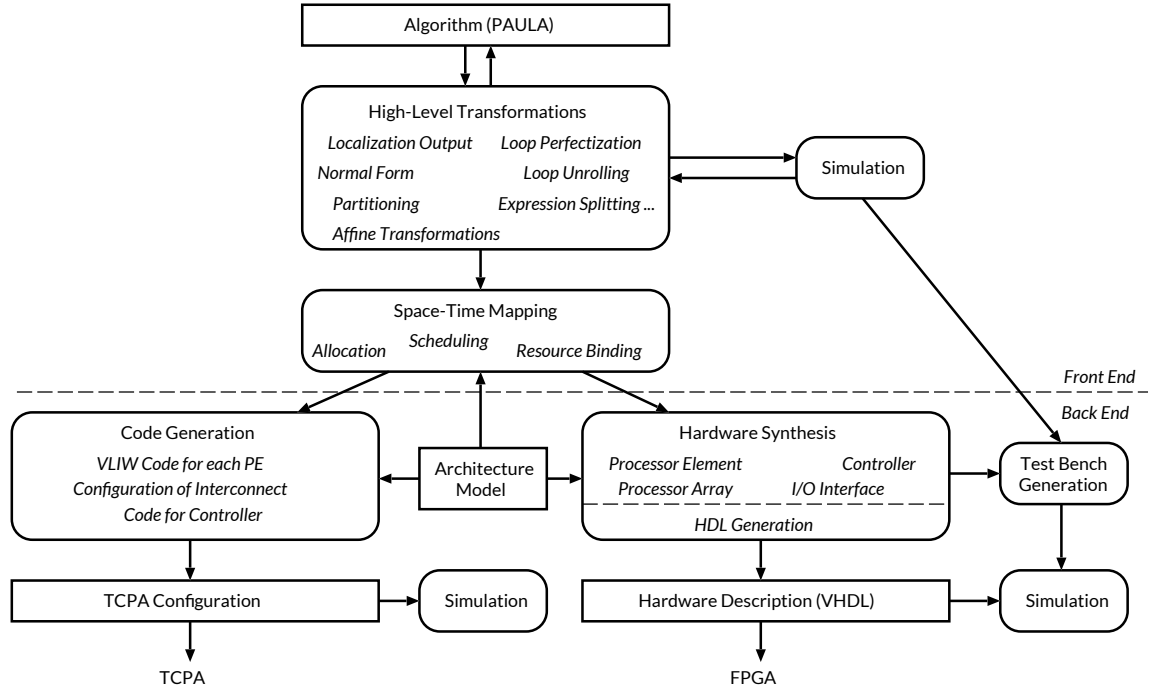 Algorithm (PAULA)
High-Level Transformations
Localization Output Loop Perfectization
Normal Form Loop Unrolling
Partitioning Expression Splitting ...
Affine Transformations
Simulation
Space-Time Mapping
Scheduling
Allocation Resource Binding
Front End
Back End
Code Generation
VLIW Code for each PE
Configuration of Interconnect
Code for Controller
Architecture
Model
Hardware Synthesis
Processor Element Controller
Processor Array I/O Interface
HDL Generation
Test Bench
Generation
TCPA Configuration
Simulation
Hardware Description (VHDL)
Simulation
TCPA
FPGA